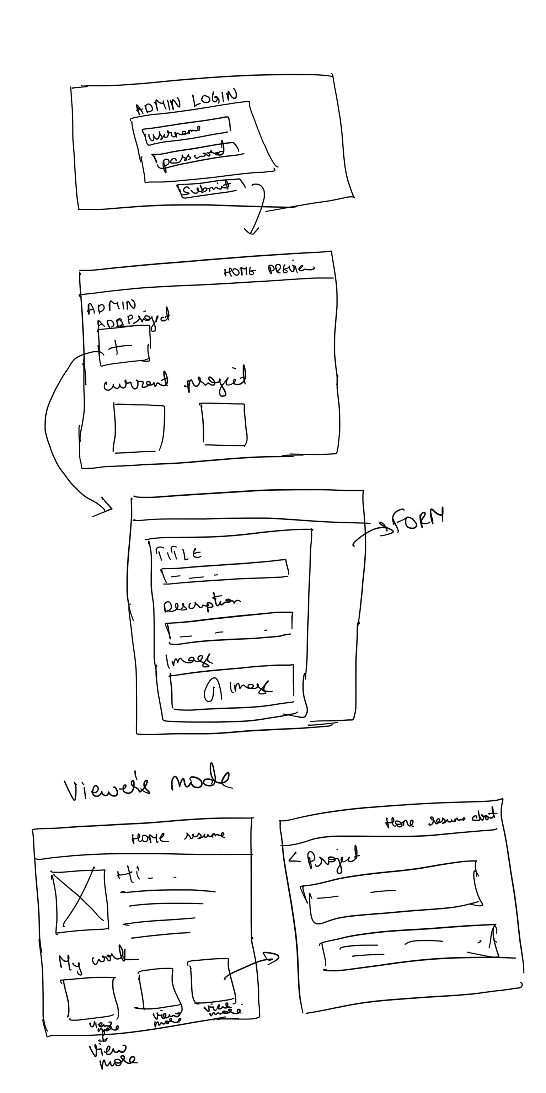 ADMIN LOGIN
username
password
submit
HOME PREview
ADMIN
ADD Project
+
current project
FORM
TITLE
Description
Image
Image
Viewer's mode
HOME resume
Hi . .
My work
view more
view more
view more
view more
Home resume about
< Project